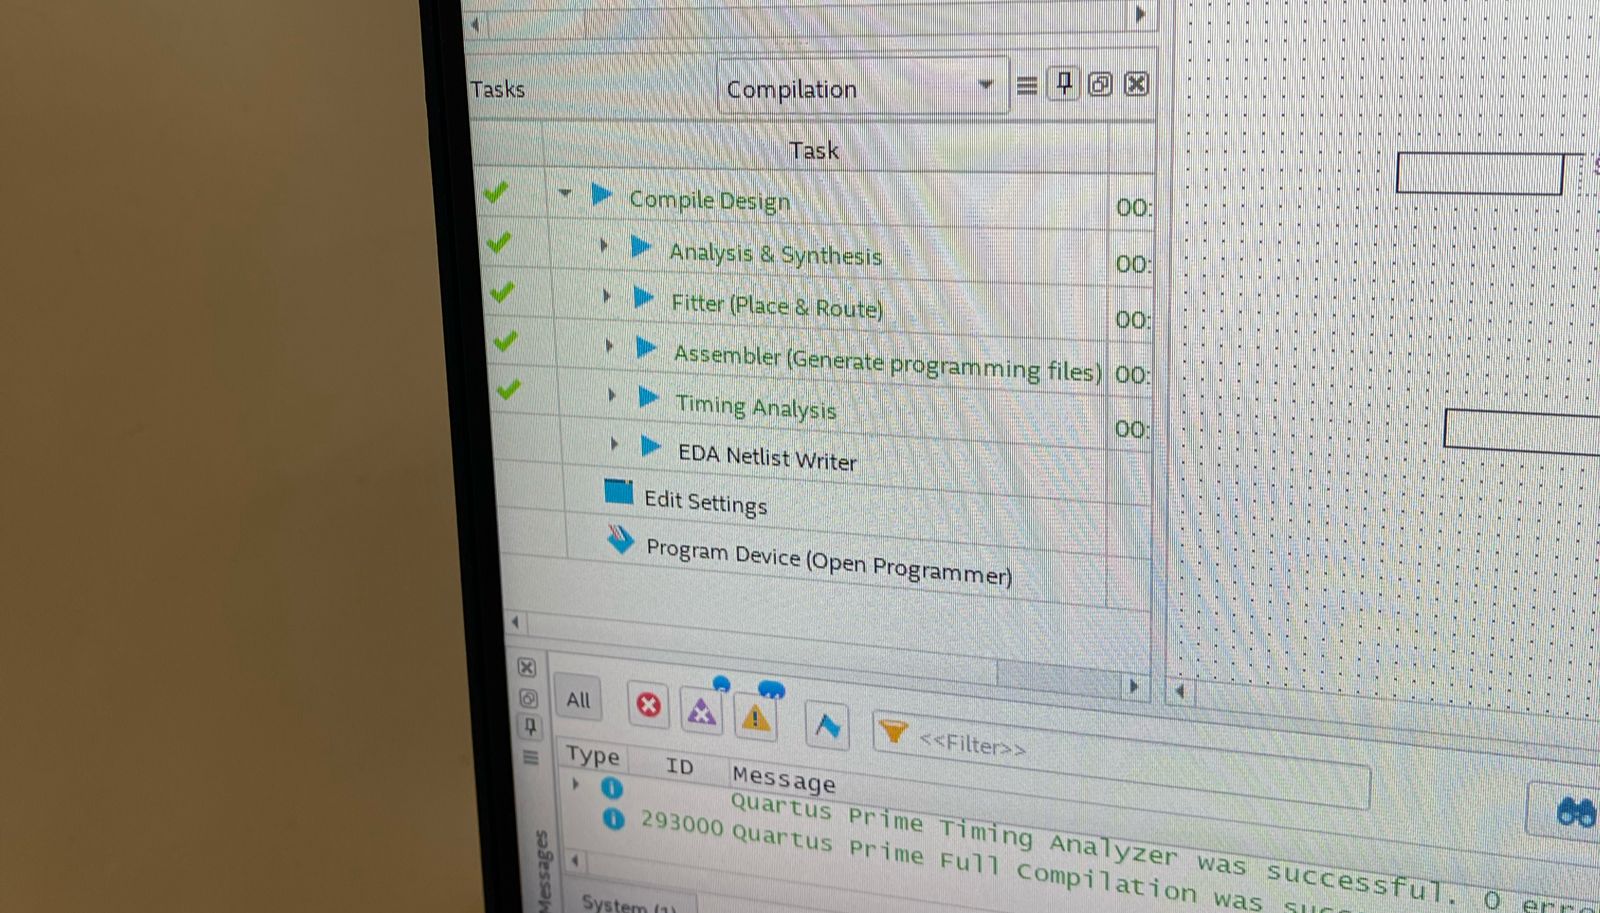 Tasks
Compilation
Task
Compile Design 00:
Analysis & Synthesis 00:
Fitter (Place & Route) 00:
Assembler (Generate programming files) 00:
Timing Analysis 00:
EDA Netlist Writer
Edit Settings
Program Device (Open Programmer)
All
<<Filter>>
Type ID Message
Quartus Prime Timing Analyzer was successful. 0
293000 Quartus Prime Full Compilation was
Messages
System